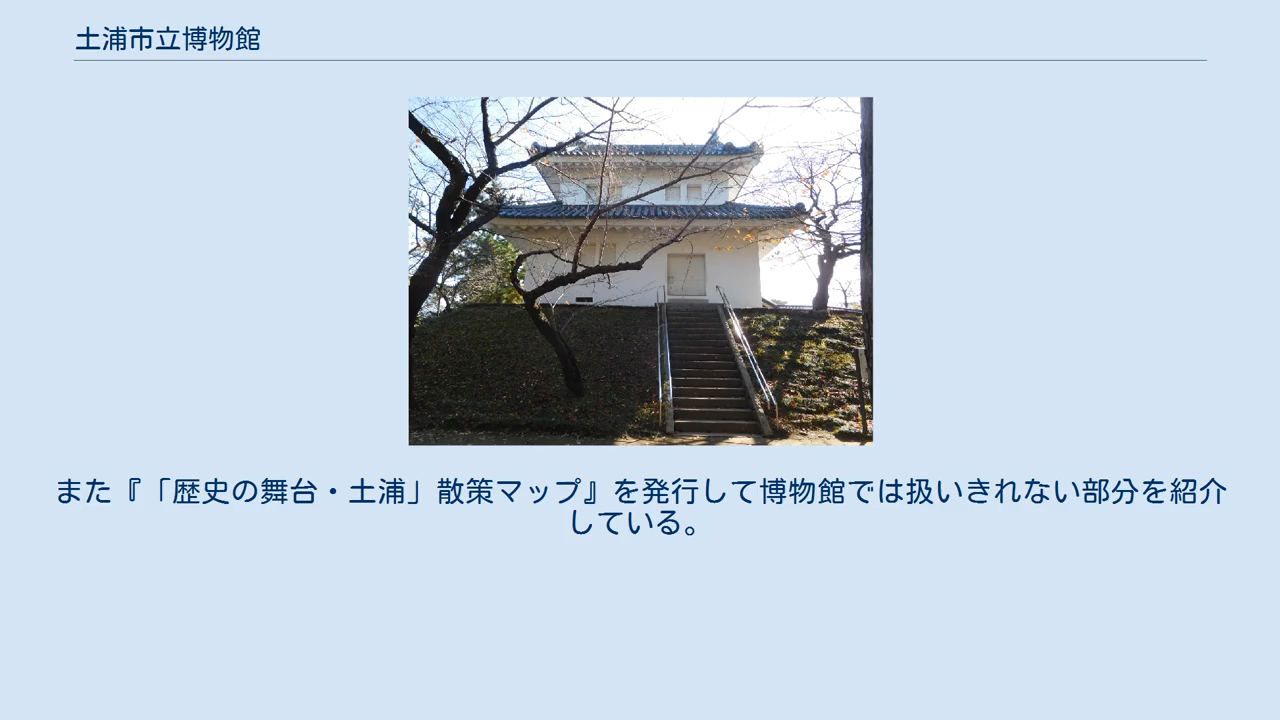 土浦市立博物館
また『「歴史の舞台・土浦」散策マップ』を発行して博物館では扱いきれない部分を紹介
している。